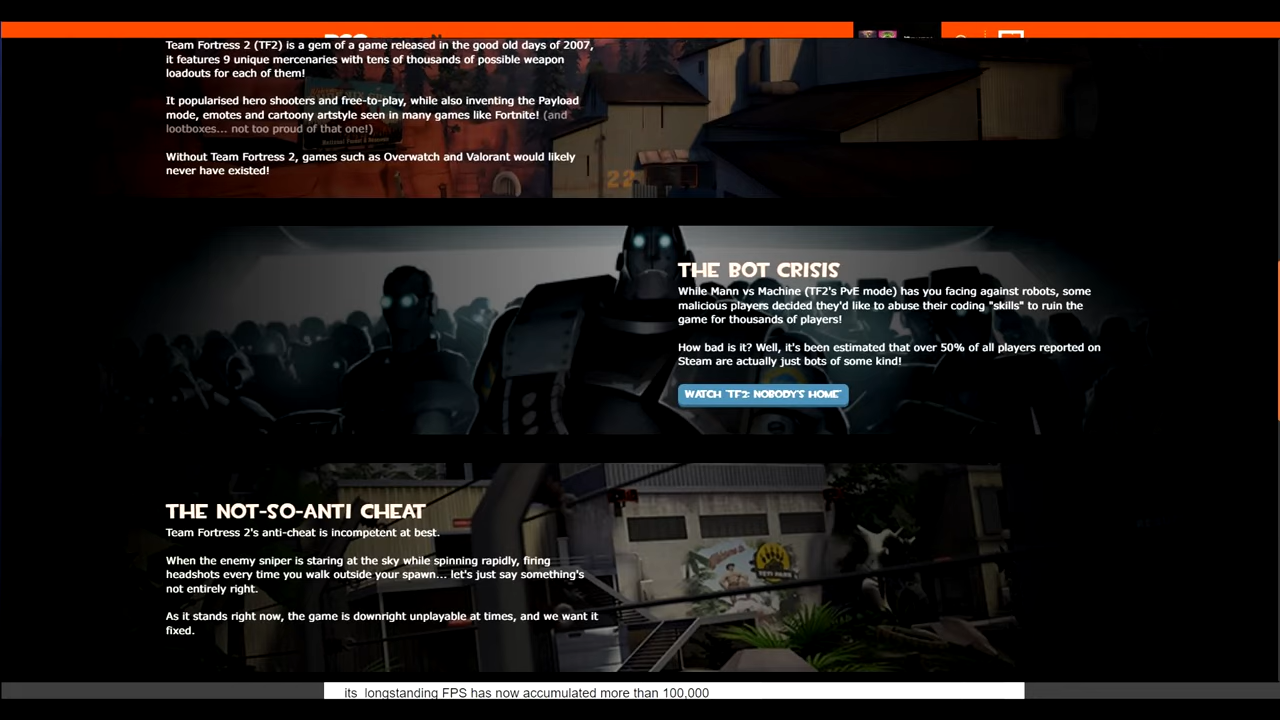 Team Fortress 2 (TF2) is a gem of a game released in the good old days of 2007,
it features 9 unique mercenaries with tens of thousands of possible weapon
loadouts for each of them!
It popularised hero shooters and free-to-play, while also inventing the Payload
mode, emotes and cartoony artstyle seen in many games like Fortnite! (and
lootboxes... not too proud of that one!)
Without Team Fortress 2, games such as Overwatch and Valorant would likely
never have existed!
22
THE BOT CRISIS
While Mann vs Machine (TF2's PvE mode) has you facing against robots, some
malicious players decided they'd like to abuse their coding "skills" to ruin the
game for thousands of players!
How bad is it? Well, it's been estimated that over 50% of all players reported on
Steam are actually just bots of some kind!
WATCH "TF2: NOBODY'S HOME"
THE NOT-SO-ANTI CHEAT
Team Fortress 2's anti-cheat is incompetent at best.
When the enemy sniper is staring at the sky while spinning rapidly, firing
headshots every time you walk outside your spawn... let's just say something's
not entirely right.
As it stands right now, the game is downright unplayable at times, and we want it
fixed.
YETI PARK
its longstanding FPS has now accumulated more than 100,000